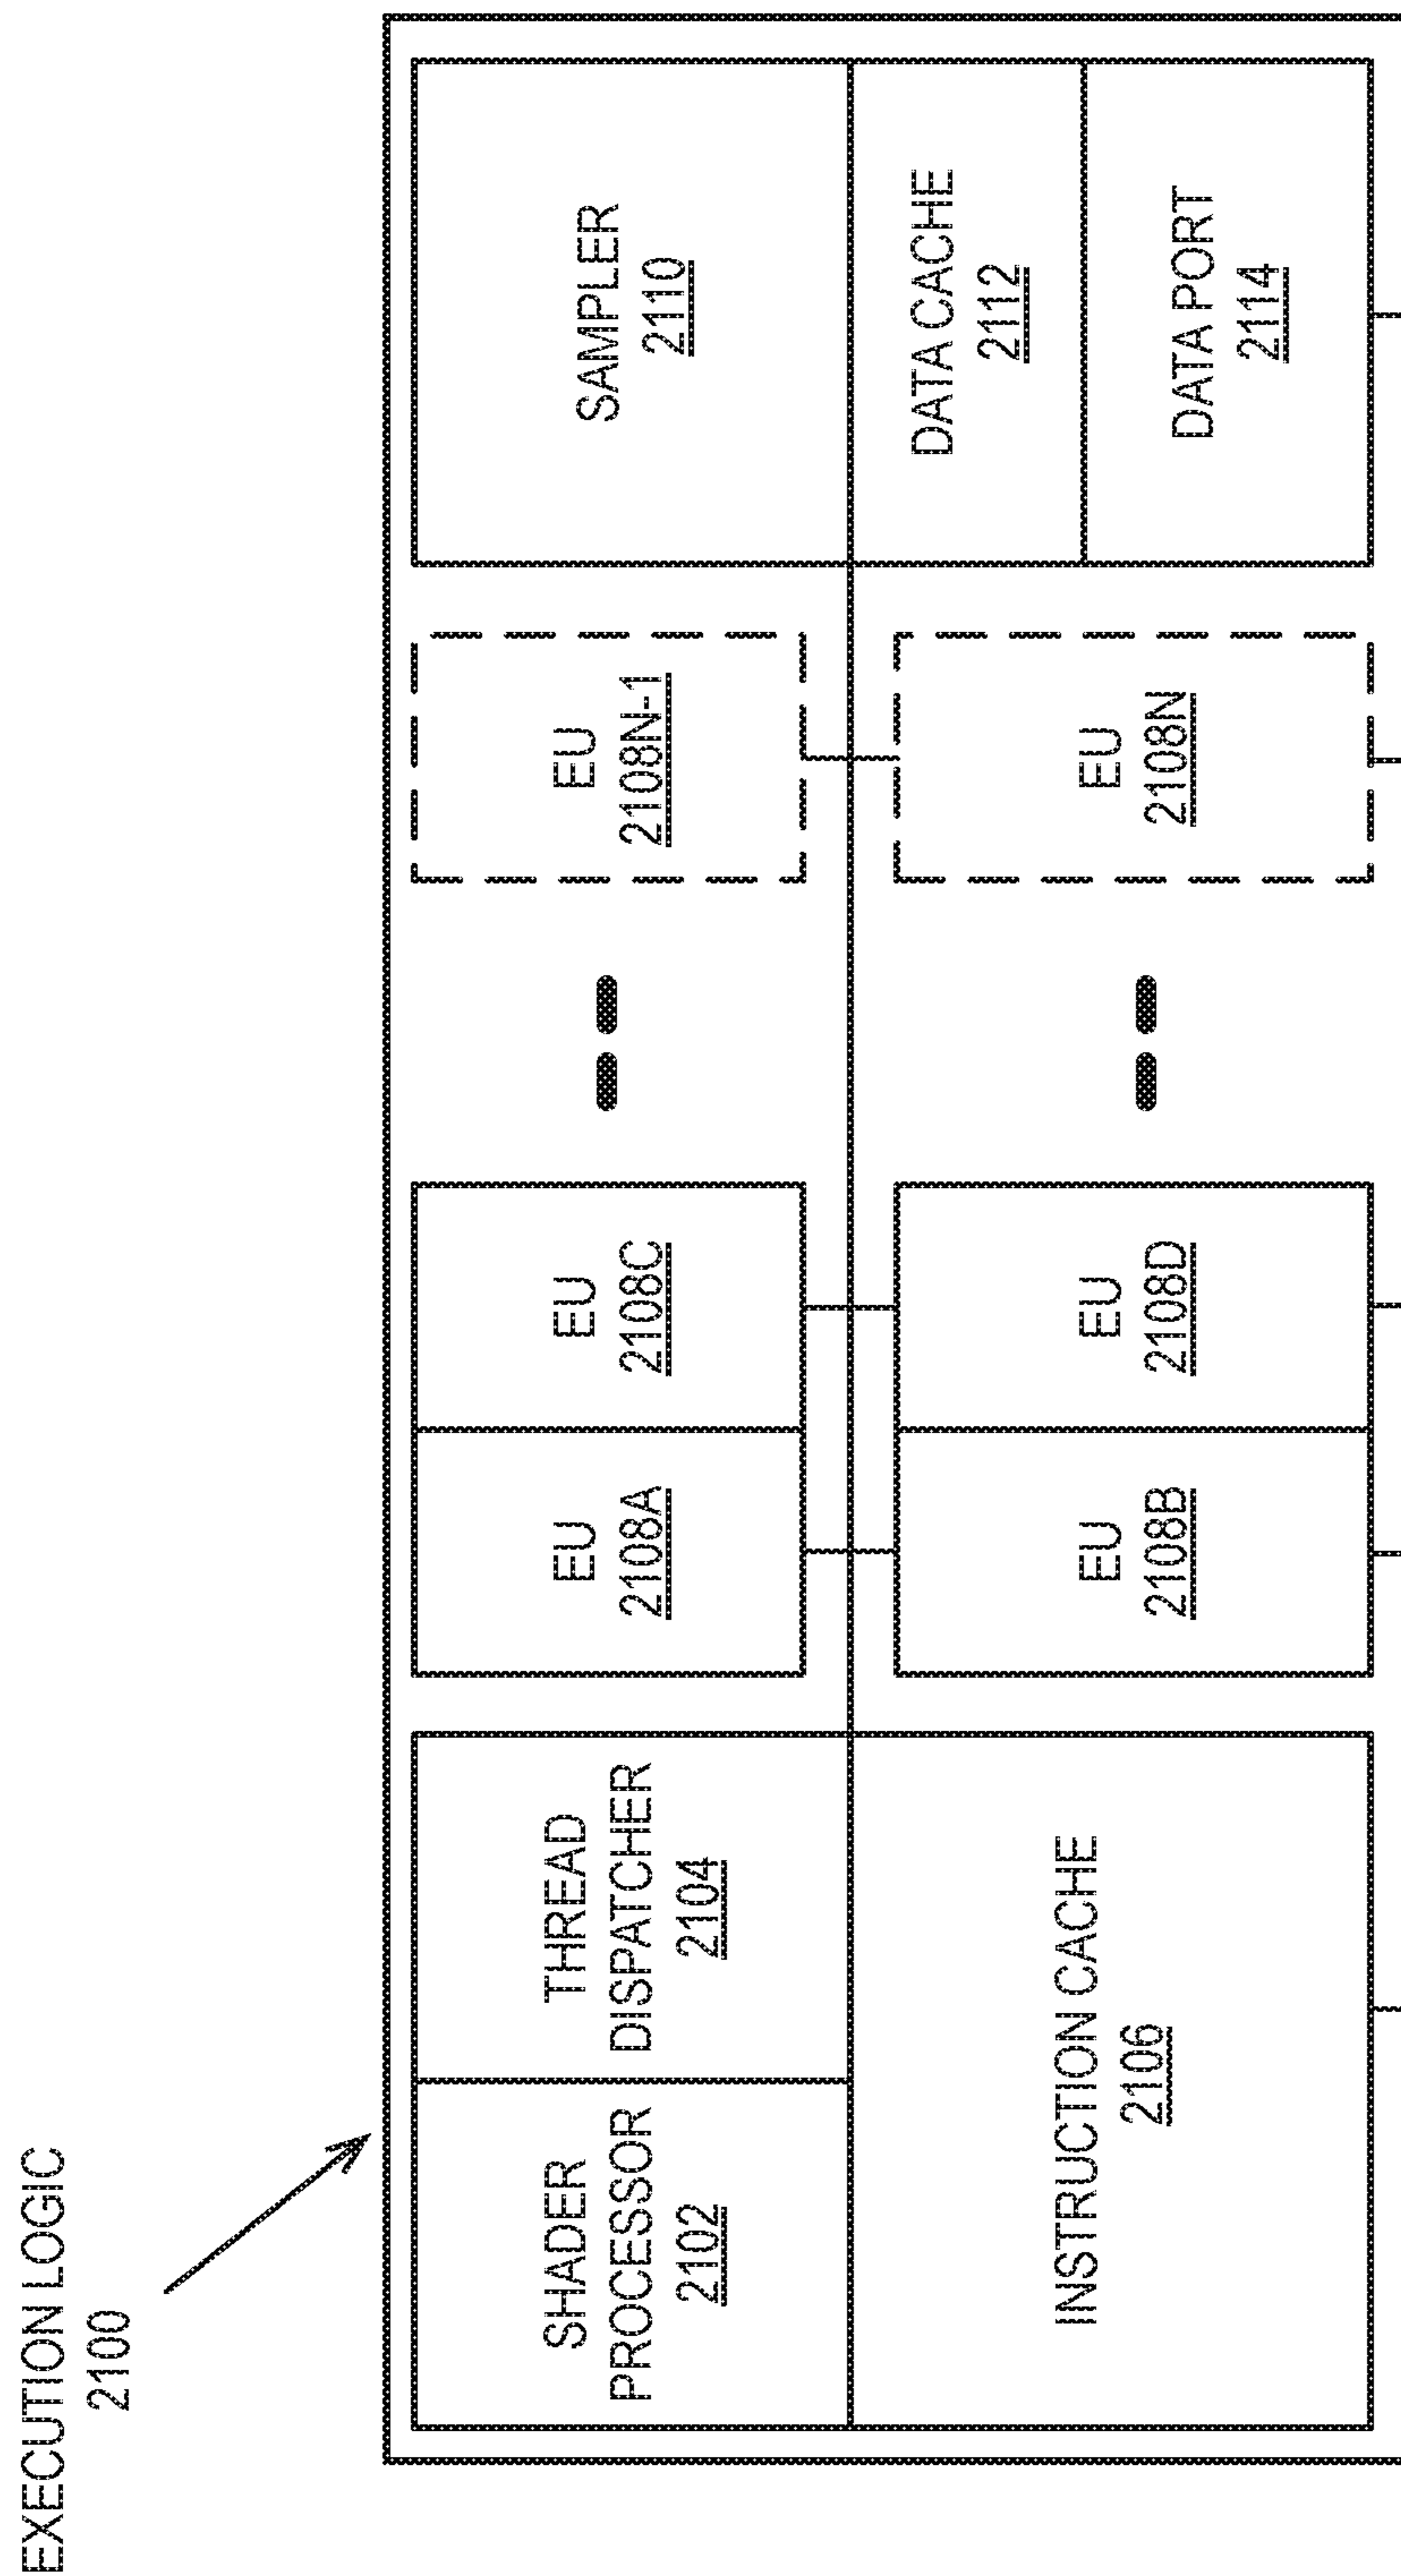 EXECUTION LOGIC
2100
SHADER
PROCESSOR
2102
THREAD
DISPATCHER
2104
INSTRUCTION CACHE
2106
EU
2108A
EU
2108C
EU
2108N-1
EU
2108B
EU
2108D
EU
2108N
SAMPLER
2110
DATA CACHE
2112
DATA PORT
2114